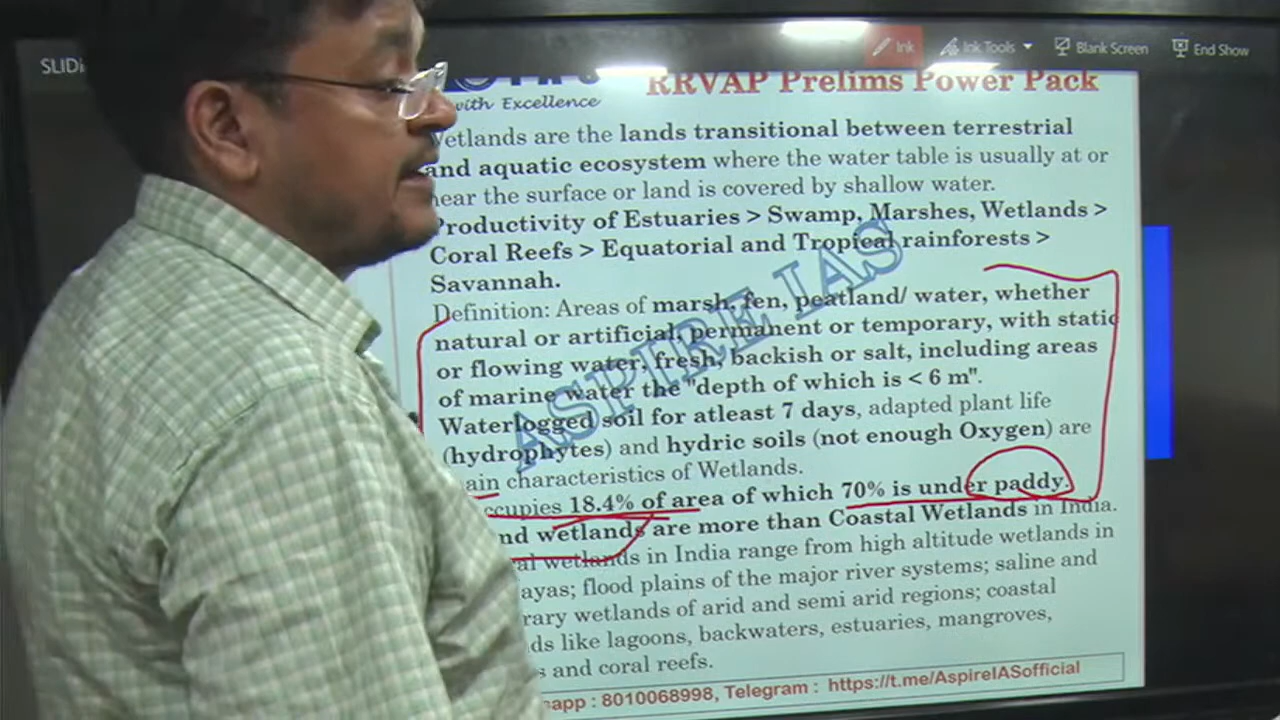 Ink
Ink Tools
Blank Screen
End Show
with Excellence
RRVAP Prelims Power Pack
Wetlands are the lands transitional between terrestrial
and aquatic ecosystem where the water table is usually at or
near the surface or land is covered by shallow water.
Productivity of Estuaries > Swamp, Marshes, Wetlands >
Coral Reefs > Equatorial and Tropical rainforests >
Savannah.
Definition: Areas of marsh, fen, peatland/ water, whether
natural or artificial, permanent or temporary, with static
or flowing water, fresh, backish or salt, including areas
of marine water the "depth of which is < 6 m".
Waterlogged soil for atleast 7 days, adapted plant life
(hydrophytes) and hydric soils (not enough Oxygen) are
ain characteristics of Wetlands.
ccupies 18.4% of area of which 70% is under paddy.
nd wetlands are more than Coastal Wetlands in India.
al wetlands in India range from high altitude wetlands in
ayas; flood plains of the major river systems; saline and
rary wetlands of arid and semi arid regions; coastal
ds like lagoons, backwaters, estuaries, mangroves,
s and coral reefs.
ASPIRE IAS
sapp : 8010068998, Telegram : https://t.me/AspireIASofficial